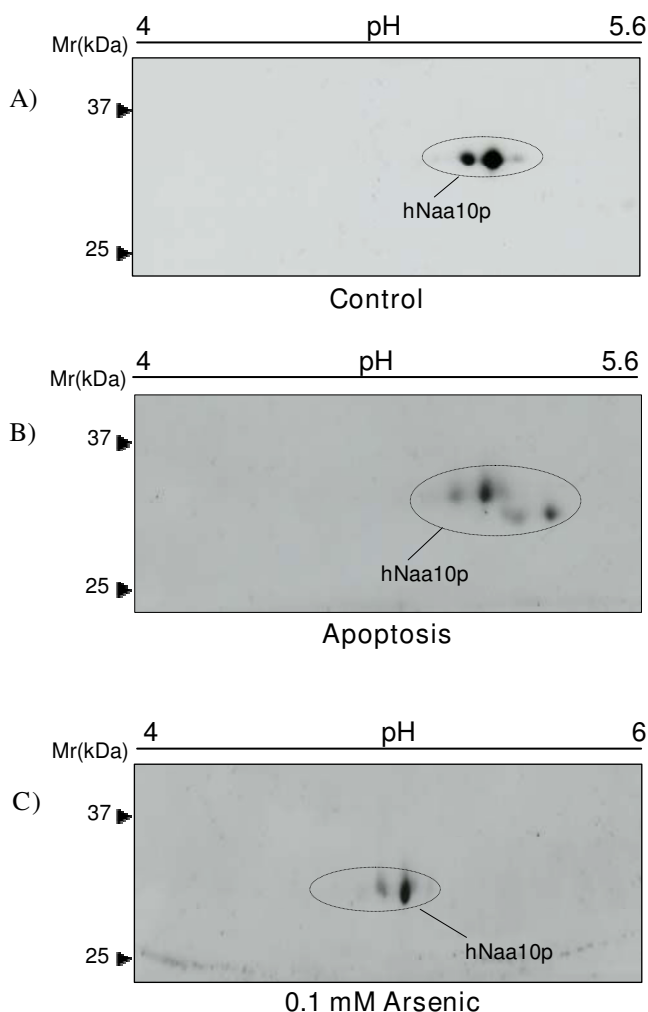 4 pH 5.6
Mr(kDa)
A)
37
hNaa10p
25
Control
4 pH 5.6
Mr(kDa)
B)
37
hNaa10p
25
Apoptosis
4 pH 6
Mr(kDa)
C)
37
hNaa10p
25
0.1 mM Arsenic